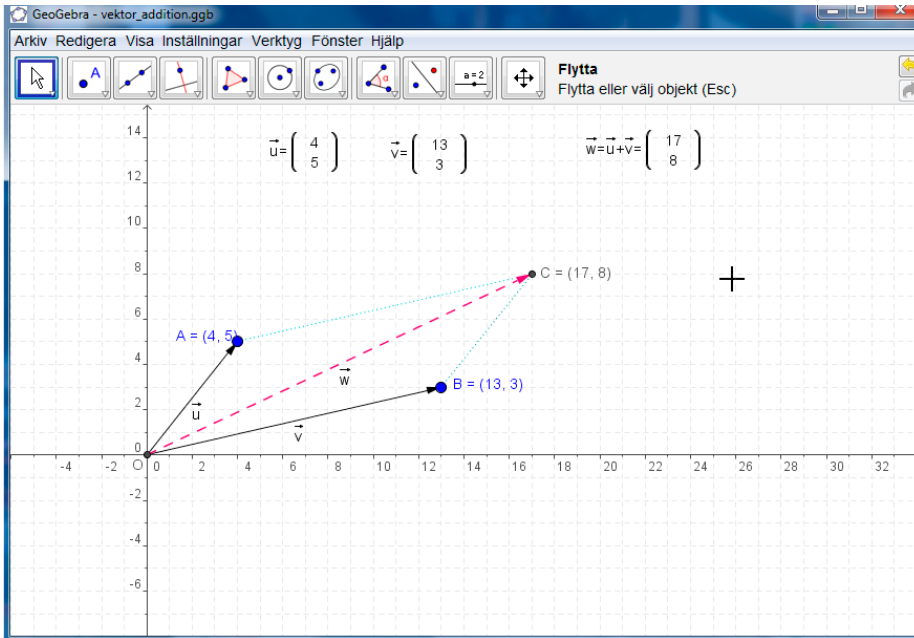 GeoGebra - vektor_addition.ggb
Arkiv Redigera Visa Inställningar Verktyg Fönster Hjälp
A
α
a=2
Flytta
Flytta eller välj objekt (Esc)
u⃗=(4 5)
v⃗=(13 3)
w⃗=u⃗+v⃗=(17 8)
14
12
10
8
6
4
2
0
-2
-4
-6
C = (17, 8)
A = (4, 5)
B = (13, 3)
w⃗
u⃗
v⃗
O
-4 -2 0 2 4 6 8 10 12 14 16 18 20 22 24 26 28 30 32